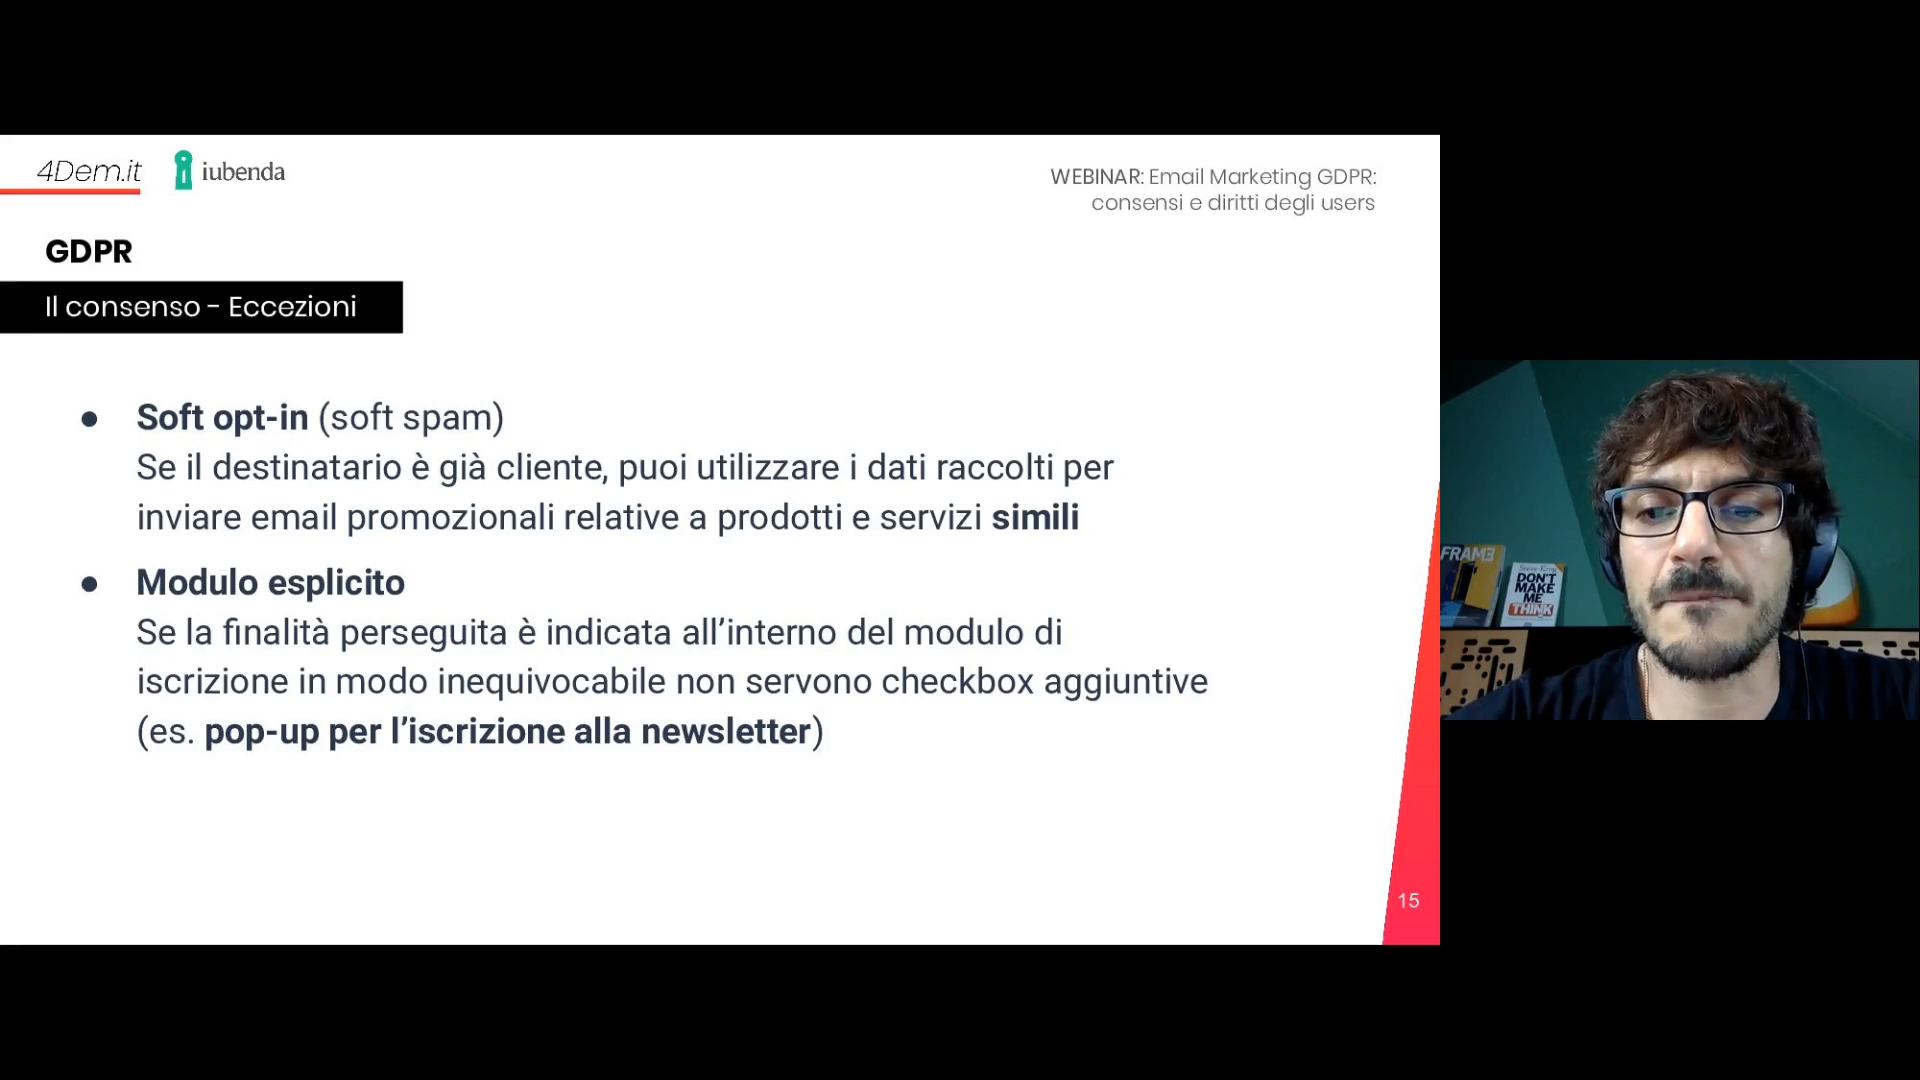 4Dem.it
iubenda
WEBINAR: Email Marketing GDPR:
consensi e diritti degli users
GDPR
Il consenso - Eccezioni
● Soft opt-in (soft spam)
Se il destinatario è già cliente, puoi utilizzare i dati raccolti per
inviare email promozionali relative a prodotti e servizi simili
● Modulo esplicito
Se la finalità perseguita è indicata all’interno del modulo di
iscrizione in modo inequivocabile non servono checkbox aggiuntive
(es. pop-up per l’iscrizione alla newsletter)
15
FRAME
Steve Krug
DON'T
MAKE
ME
THINK